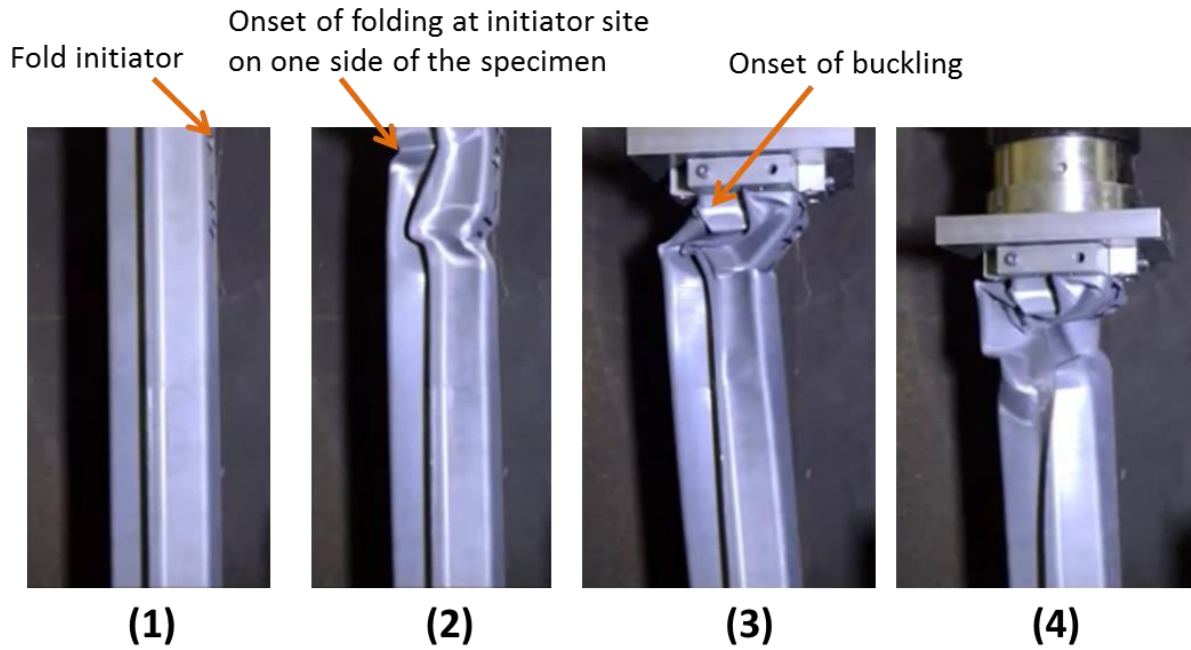 Fold initiator
Onset of folding at initiator site
on one side of the specimen
Onset of buckling
(1)
(2)
(3)
(4)